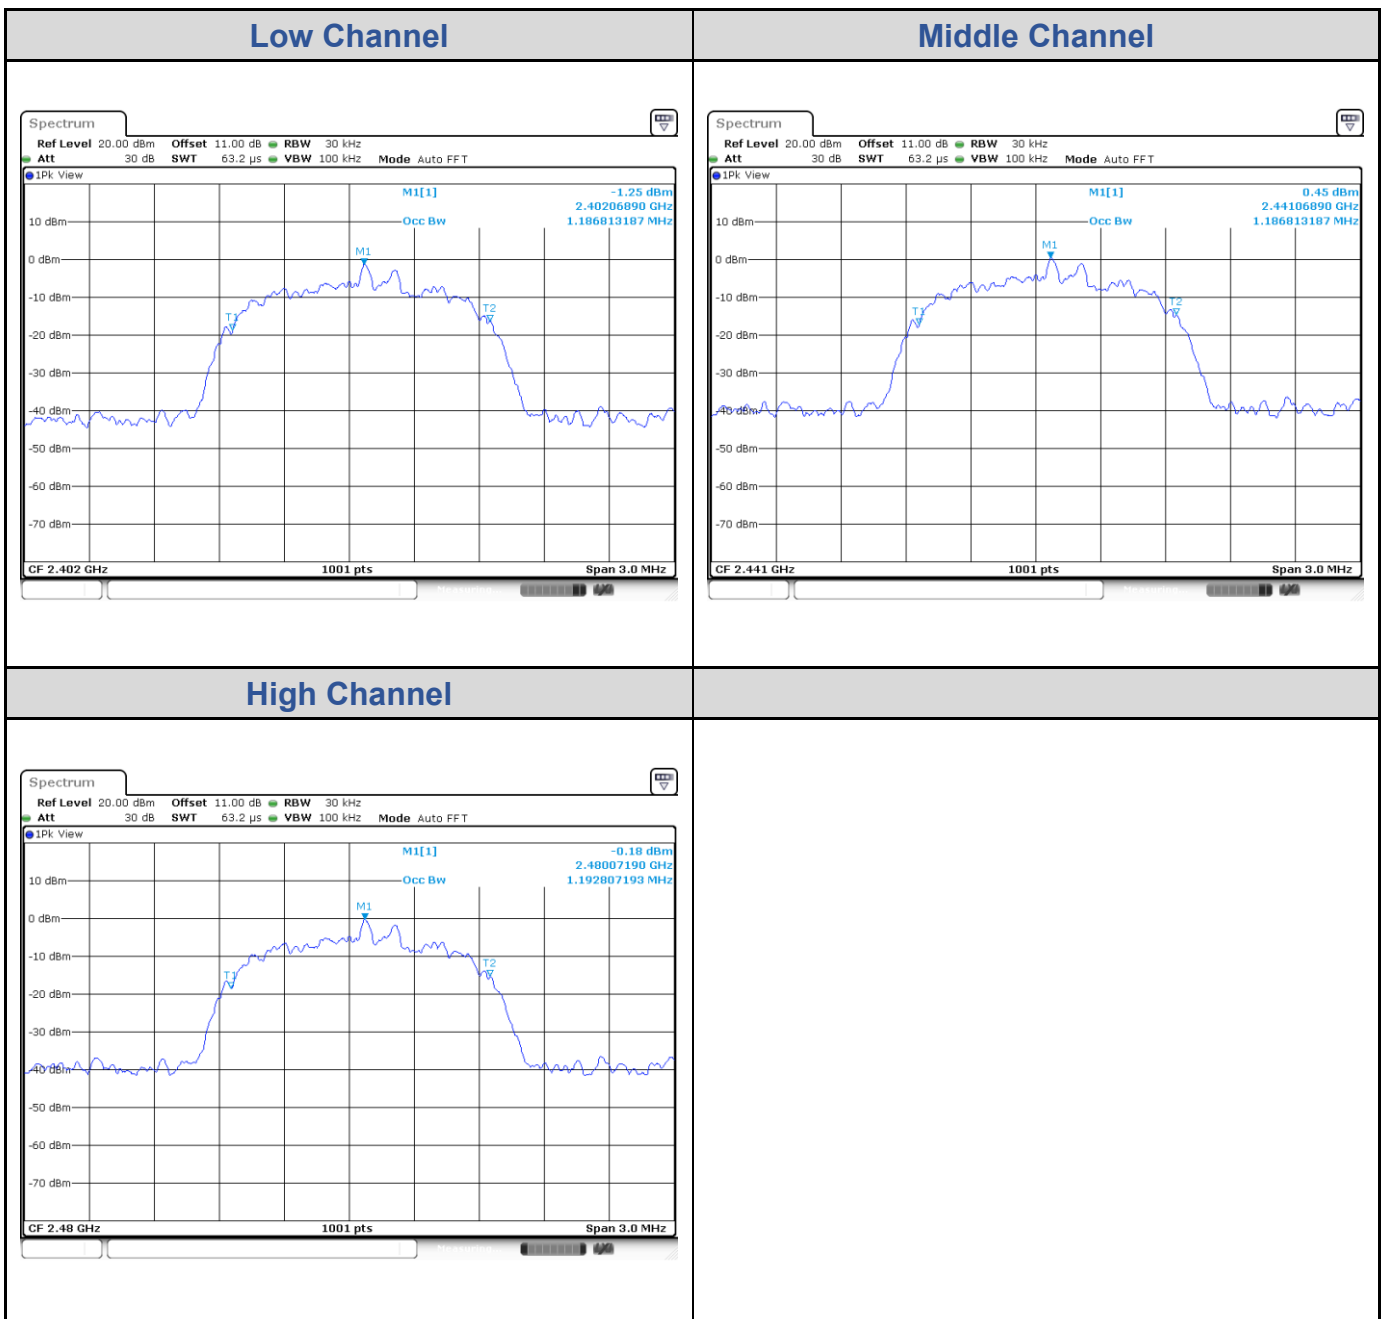 Low Channel
Middle Channel
Spectrum
Ref Level 20.00 dBm Offset 11.00 dB RBW 30 kHz
Att 30 dB SWT 63.2 µs VBW 100 kHz Mode Auto FFT
1Pk View
M1[1] -1.25 dBm
2.40206890 GHz
Occ Bw 1.186813187 MHz
10 dBm
M1
0 dBm
-10 dBm
T1
T2
-20 dBm
-30 dBm
-40 dBm
-50 dBm
-60 dBm
-70 dBm
CF 2.402 GHz 1001 pts Span 3.0 MHz
Measuring...
Spectrum
Ref Level 20.00 dBm Offset 11.00 dB RBW 30 kHz
Att 30 dB SWT 63.2 µs VBW 100 kHz Mode Auto FFT
1Pk View
M1[1] 0.45 dBm
2.44106890 GHz
Occ Bw 1.186813187 MHz
10 dBm
M1
0 dBm
-10 dBm
T1
T2
-20 dBm
-30 dBm
-40 dBm
-50 dBm
-60 dBm
-70 dBm
CF 2.441 GHz 1001 pts Span 3.0 MHz
Measuring...
High Channel
Spectrum
Ref Level 20.00 dBm Offset 11.00 dB RBW 30 kHz
Att 30 dB SWT 63.2 µs VBW 100 kHz Mode Auto FFT
1Pk View
M1[1] -0.18 dBm
2.48007190 GHz
Occ Bw 1.192807193 MHz
10 dBm
M1
0 dBm
-10 dBm
T1
T2
-20 dBm
-30 dBm
-40 dBm
-50 dBm
-60 dBm
-70 dBm
CF 2.48 GHz 1001 pts Span 3.0 MHz
Measuring...